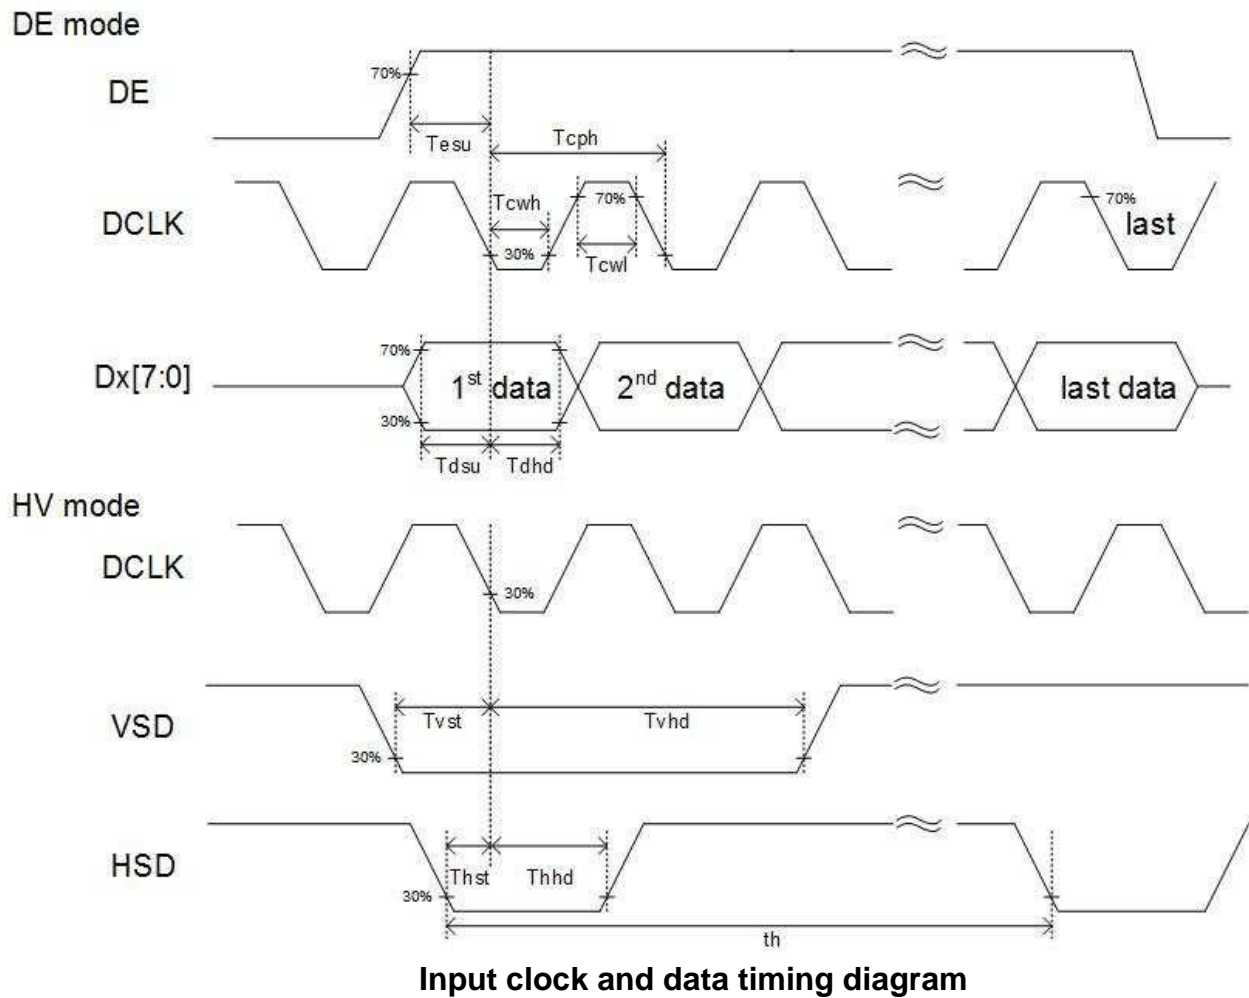 DE mode
70%
DE
Tesu
Tcph
DCLK
Tcwh
70%
30%
Tcwl
70%
last
Dx[7:0]
70%
30%
1st data
2nd data
last data
Tdsu
Tdhd
HV mode
DCLK
30%
VSD
Tvst
Tvhd
30%
HSD
Thst
Thhd
30%
th
Input clock and data timing diagram